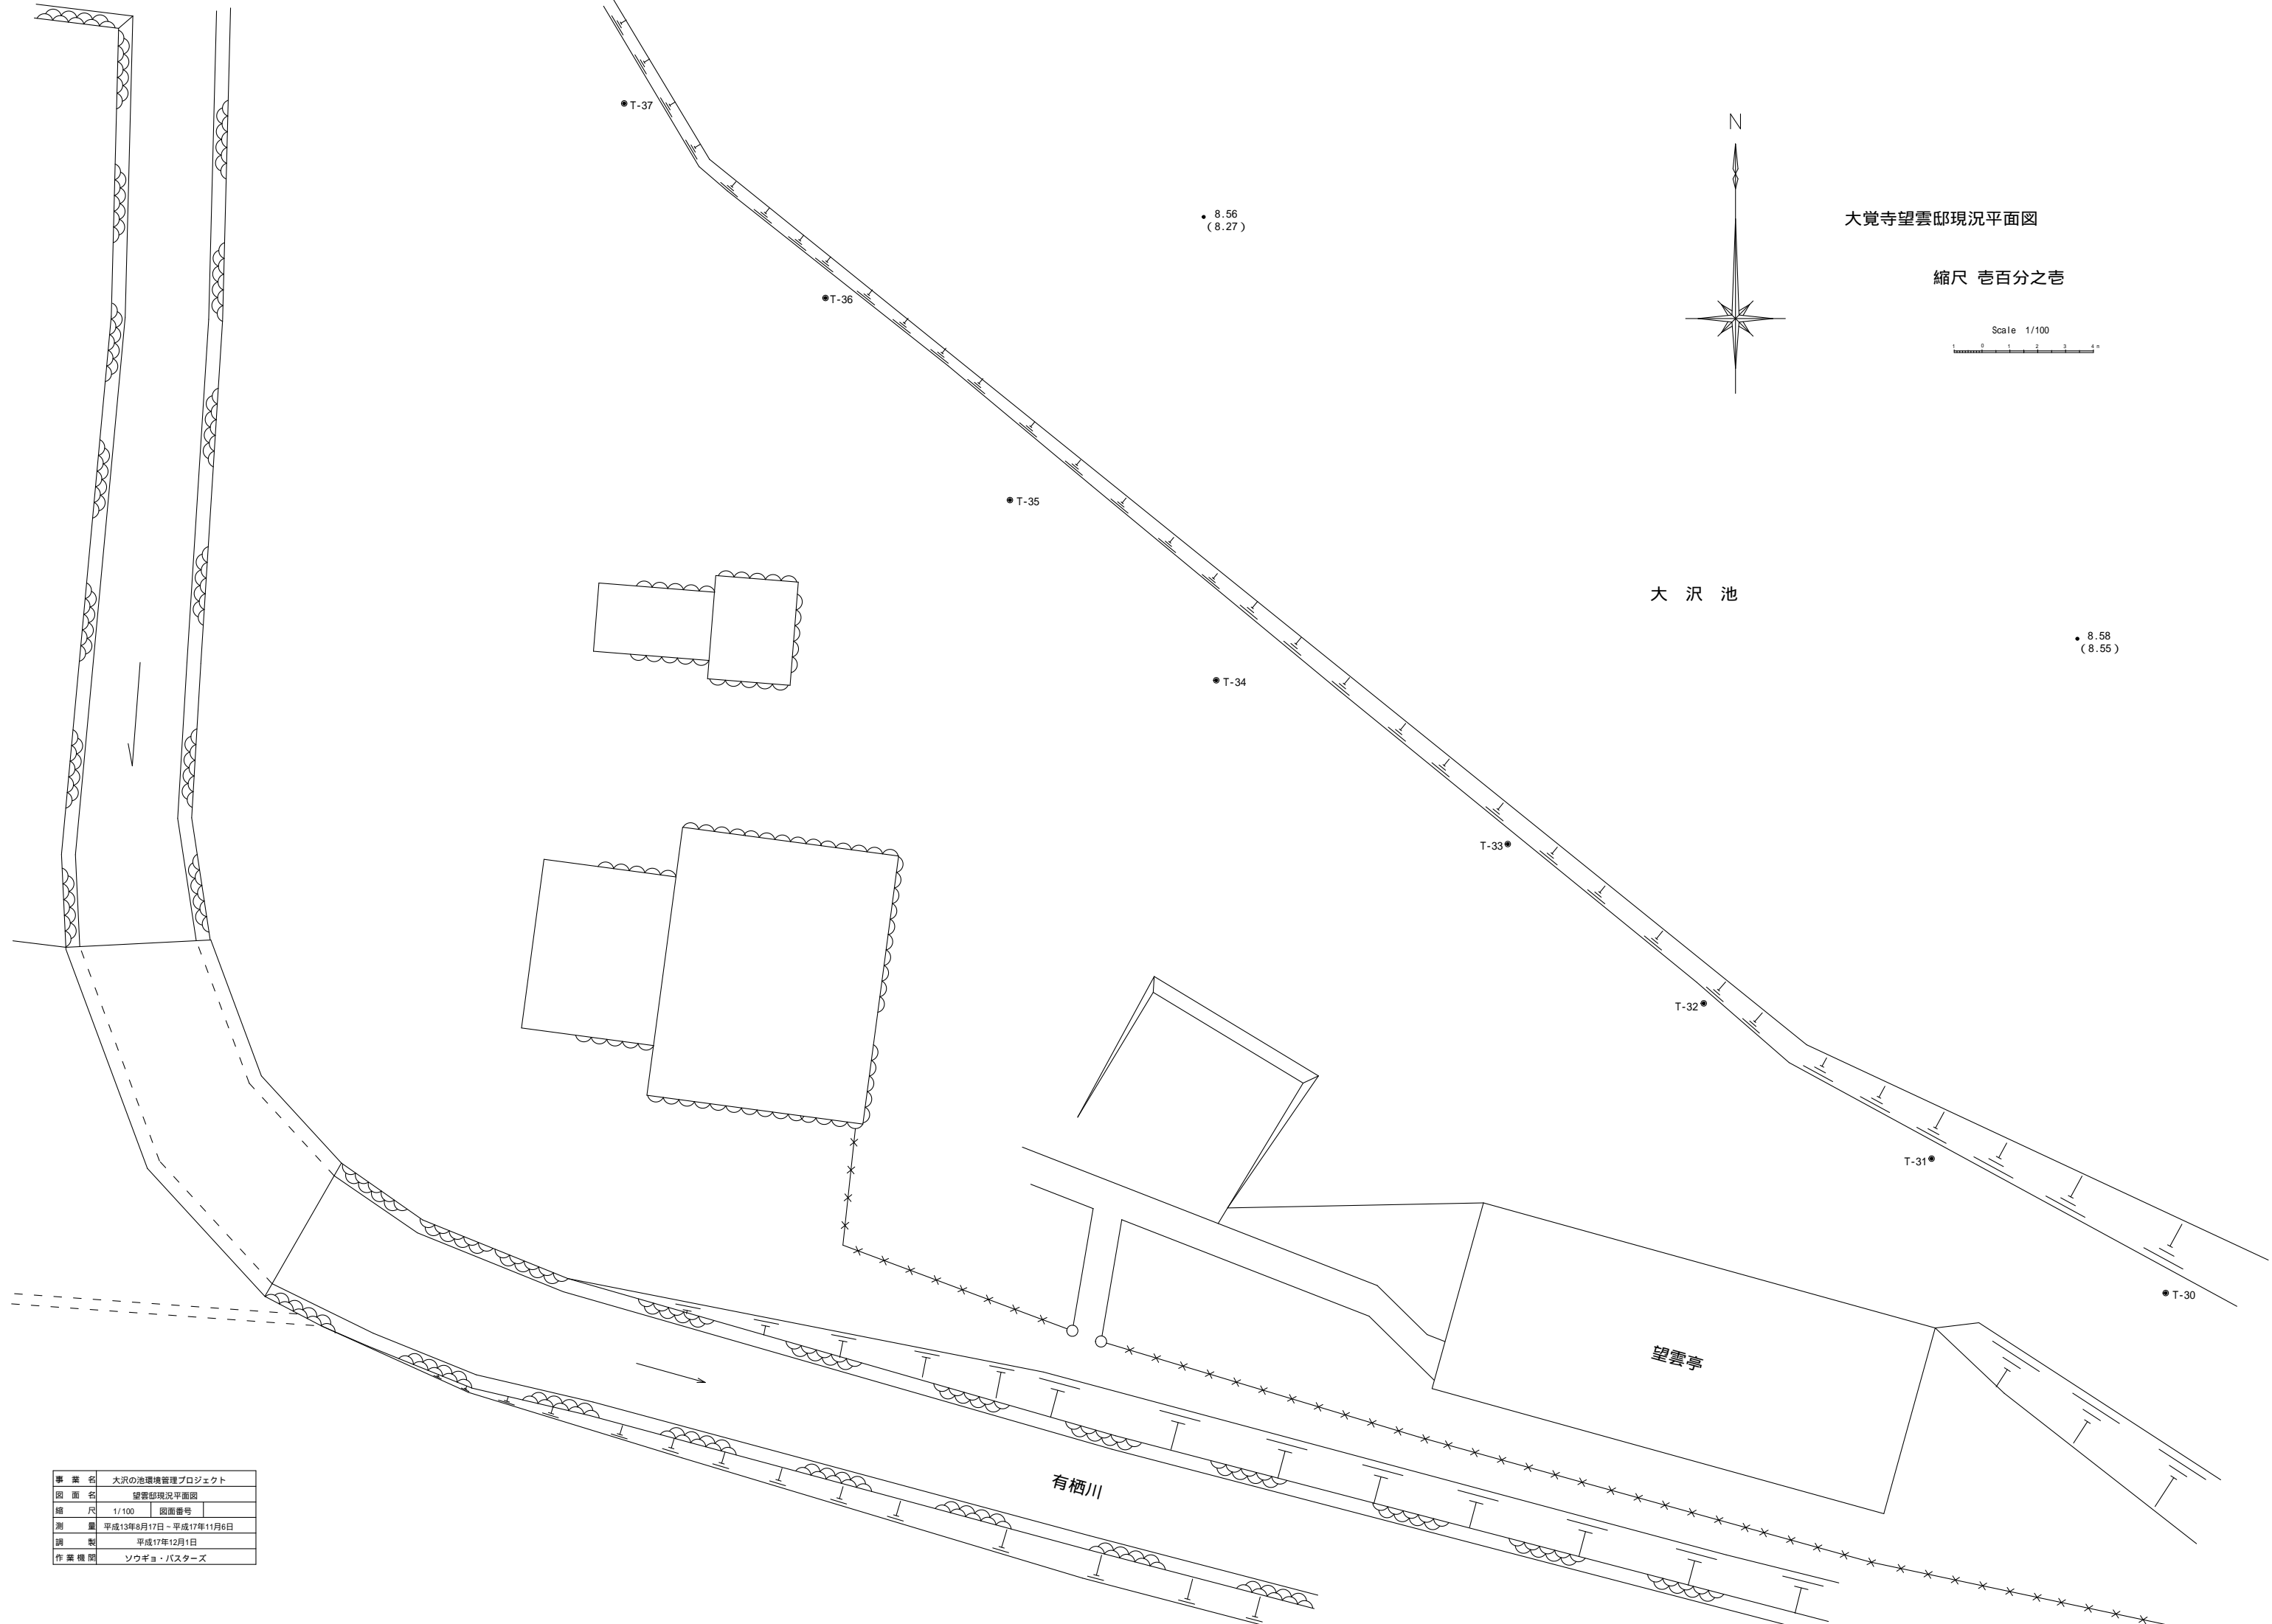 T-37
N
8.56
(8.27)
大覚寺望雲邸現況平面図
縮尺 壱百分之壱
T-36
Scale 1/100
1 0 1 2 3 4 m
T-35
大 沢 池
8.58
(8.55)
T-34
T-33
T-32
T-31
T-30
望雲亭
有栖川
事 業 名 大沢の池環境管理プロジェクト
図 面 名 望雲邸現況平面図
縮 尺 1/100 図面番号
測 量 平成13年8月17日~平成17年11月6日
調 製 平成17年12月1日
作業機関 ソウギョ・バスターズ